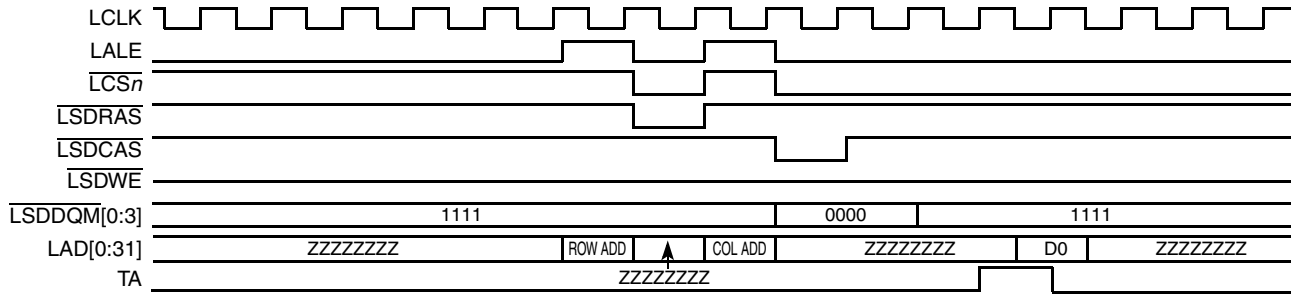 LCLK
LALE
LCSn
LSDRAS
LSDCAS
LSDWE
LSDDQM[0:3] 1111 0000 1111
LAD[0:31] ZZZZZZZZ ROW ADD COL ADD ZZZZZZZZ D0 ZZZZZZZZ
TA ZZZZZZZZ